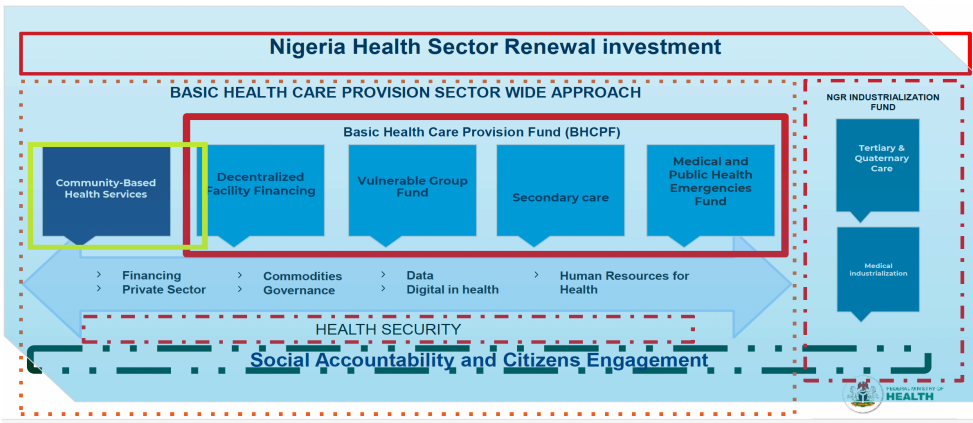 Nigeria Health Sector Renewal investment
BASIC HEALTH CARE PROVISION SECTOR WIDE APPROACH
Basic Health Care Provision Fund (BHCPF)
Community-Based
Health Services
Decentralized
Facility Financing
Vulnerable Group
Fund
Secondary care
Medical and
Public Health
Emergencies
Fund
Financing
Private Sector
Commodities
Governance
Data
Digital in health
Human Resources for
Health
HEALTH SECURITY
Social Accountability and Citizens Engagement
NGR INDUSTRIALIZATION
FUND
Tertiary &
Quaternary
Care
Medical
industrialization
FEDERAL MINISTRY OF
HEALTH